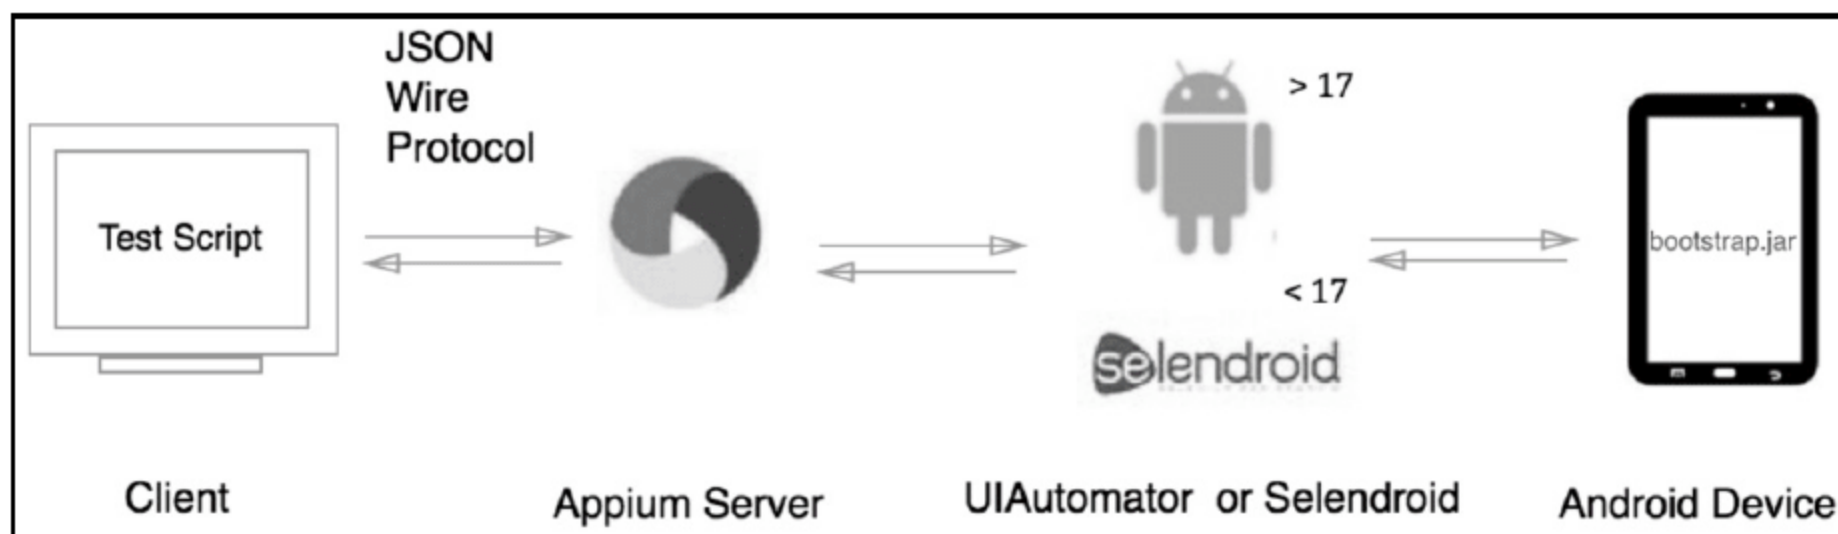 JSON
Wire
Protocol
Test Script
> 17
< 17
selendroid
bootstrap.jar
Client
Appium Server
UIAutomator or Selendroid
Android Device